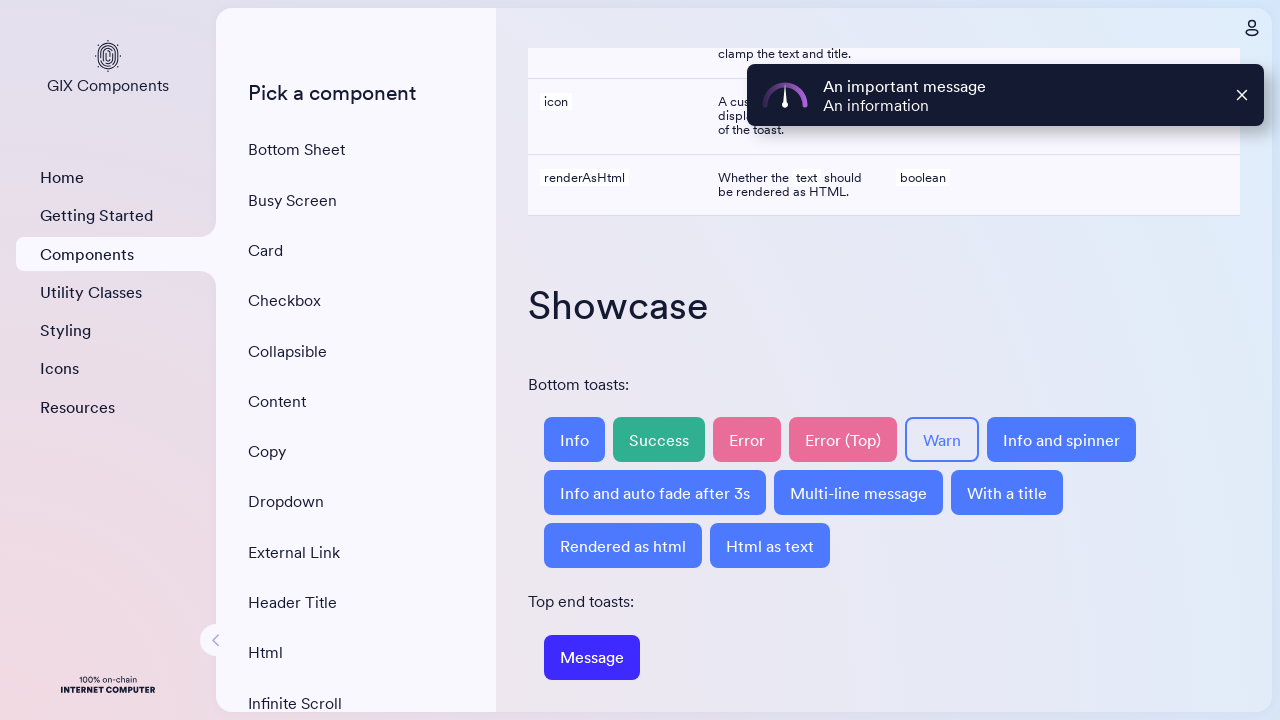 GIX Components
Home
Getting Started
Components
Utility Classes
Styling
Icons
Resources
100% on-chain
INTERNET COMPUTER
Pick a component
Bottom Sheet
Busy Screen
Card
Checkbox
Collapsible
Content
Copy
Dropdown
External Link
Header Title
Html
Infinite Scroll
clamp the text and title.
An important message
An information
icon
of the toast.
renderAsHtml
Whether the text should
be rendered as HTML.
boolean
Showcase
Bottom toasts:
Info
Success
Error
Error (Top)
Warn
Info and spinner
Info and auto fade after 3s
Multi-line message
With a title
Rendered as html
Html as text
Top end toasts:
Message